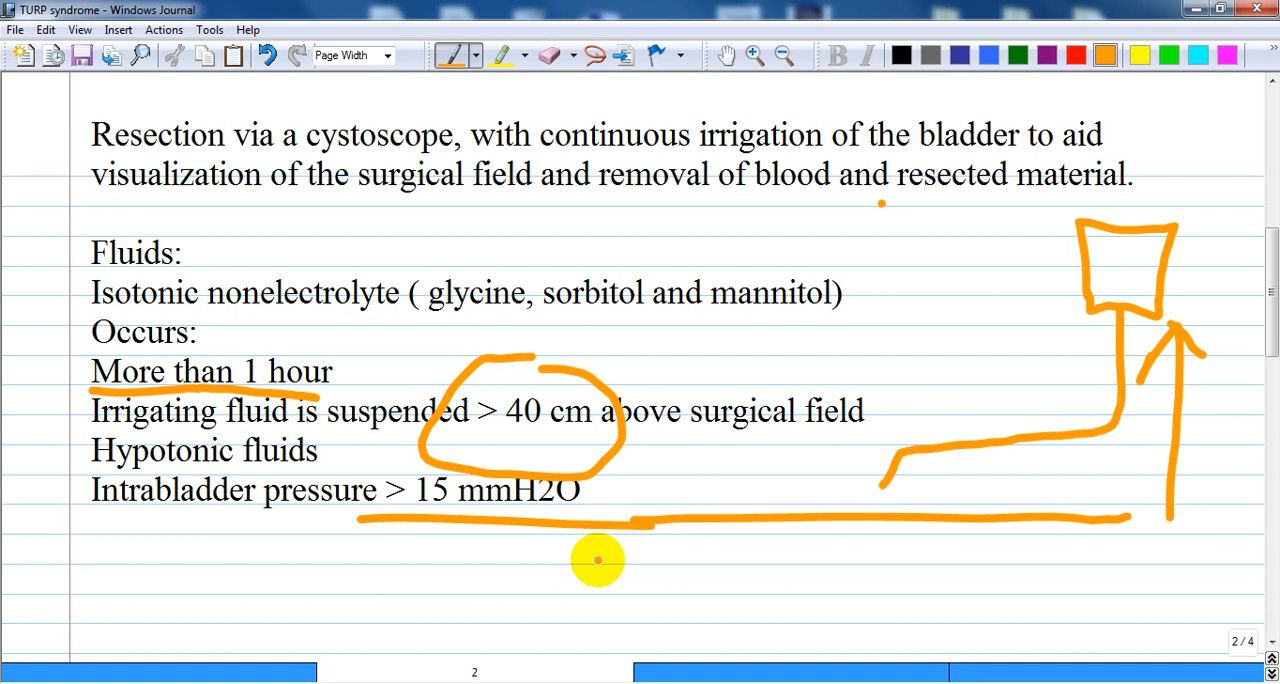 TURP syndrome - Windows Journal
File Edit View Insert Actions Tools Help
Page Width B I
Resection via a cystoscope, with continuous irrigation of the bladder to aid
visualization of the surgical field and removal of blood and resected material.
Fluids:
Isotonic nonelectrolyte ( glycine, sorbitol and mannitol)
Occurs:
More than 1 hour
Irrigating fluid is suspended > 40 cm above surgical field
Hypotonic fluids
Intrabladder pressure > 15 mmH2O
2 / 4
2